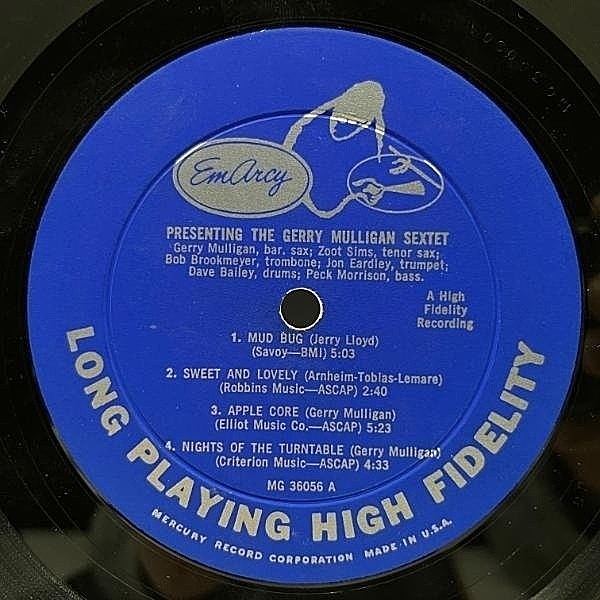 EmArcy
PRESENTING THE GERRY MULLIGAN SEXTET
Gerry Mulligan, bar. sax; Zoot Sims, tenor sax;
Bob Brookmeyer, trombone; Jon Eardley, trumpet;
Dave Bailey, drums; Peck Morrison, bass.
A High
Fidelity
Recording
1. MUD BUG (Jerry Lloyd)
(Savoy—BMI) 5:03
2. SWEET AND LOVELY (Arnheim-Tobias-Lemare)
(Robbins Music—ASCAP) 2:40
3. APPLE CORE (Gerry Mulligan)
(Elliot Music Co.—ASCAP) 5:23
4. NIGHTS OF THE TURNTABLE (Gerry Mulligan)
(Criterion Music—ASCAP) 4:33
MG 36056 A
LONG PLAYING HIGH FIDELITY
MERCURY RECORD CORPORATION MADE IN U.S.A.